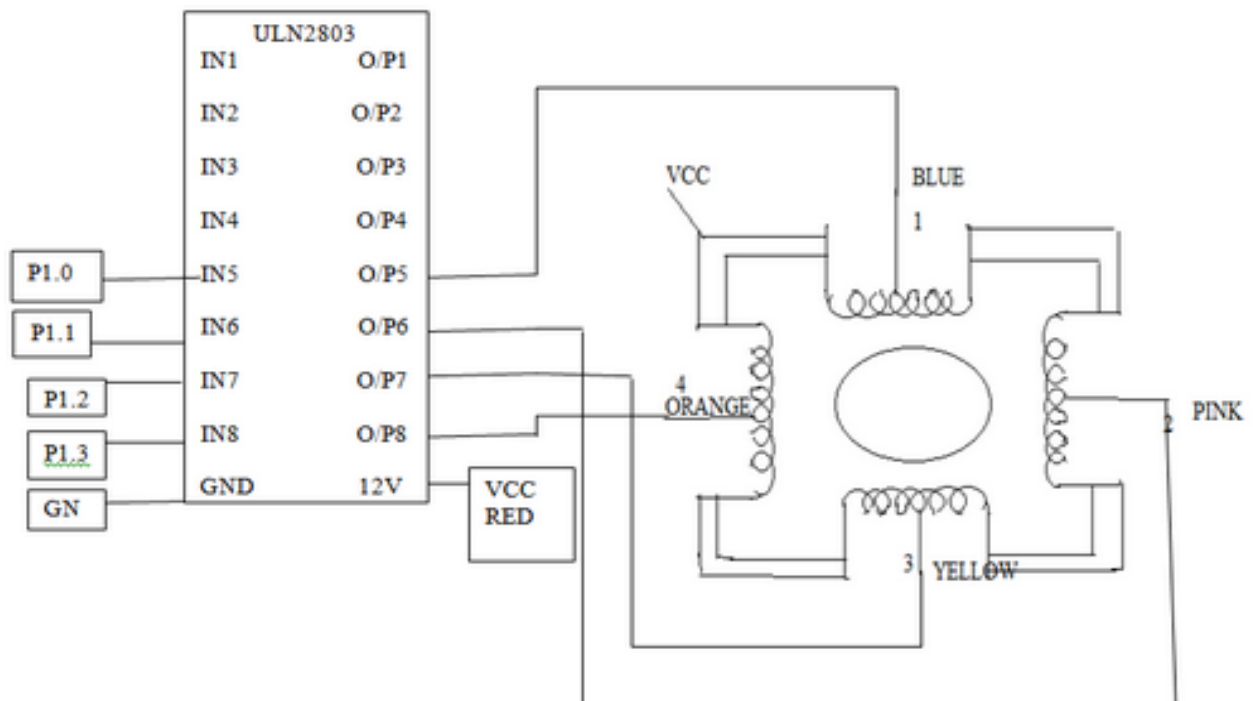 ULN2803
IN1 O/P1
IN2 O/P2
IN3 O/P3
IN4 O/P4
P1.0 IN5 O/P5
P1.1 IN6 O/P6
P1.2 IN7 O/P7
P1.3 IN8 O/P8
GN GND 12V
VCC
RED
VCC
BLUE
1
4
ORANGE
2 PINK
3 YELLOW